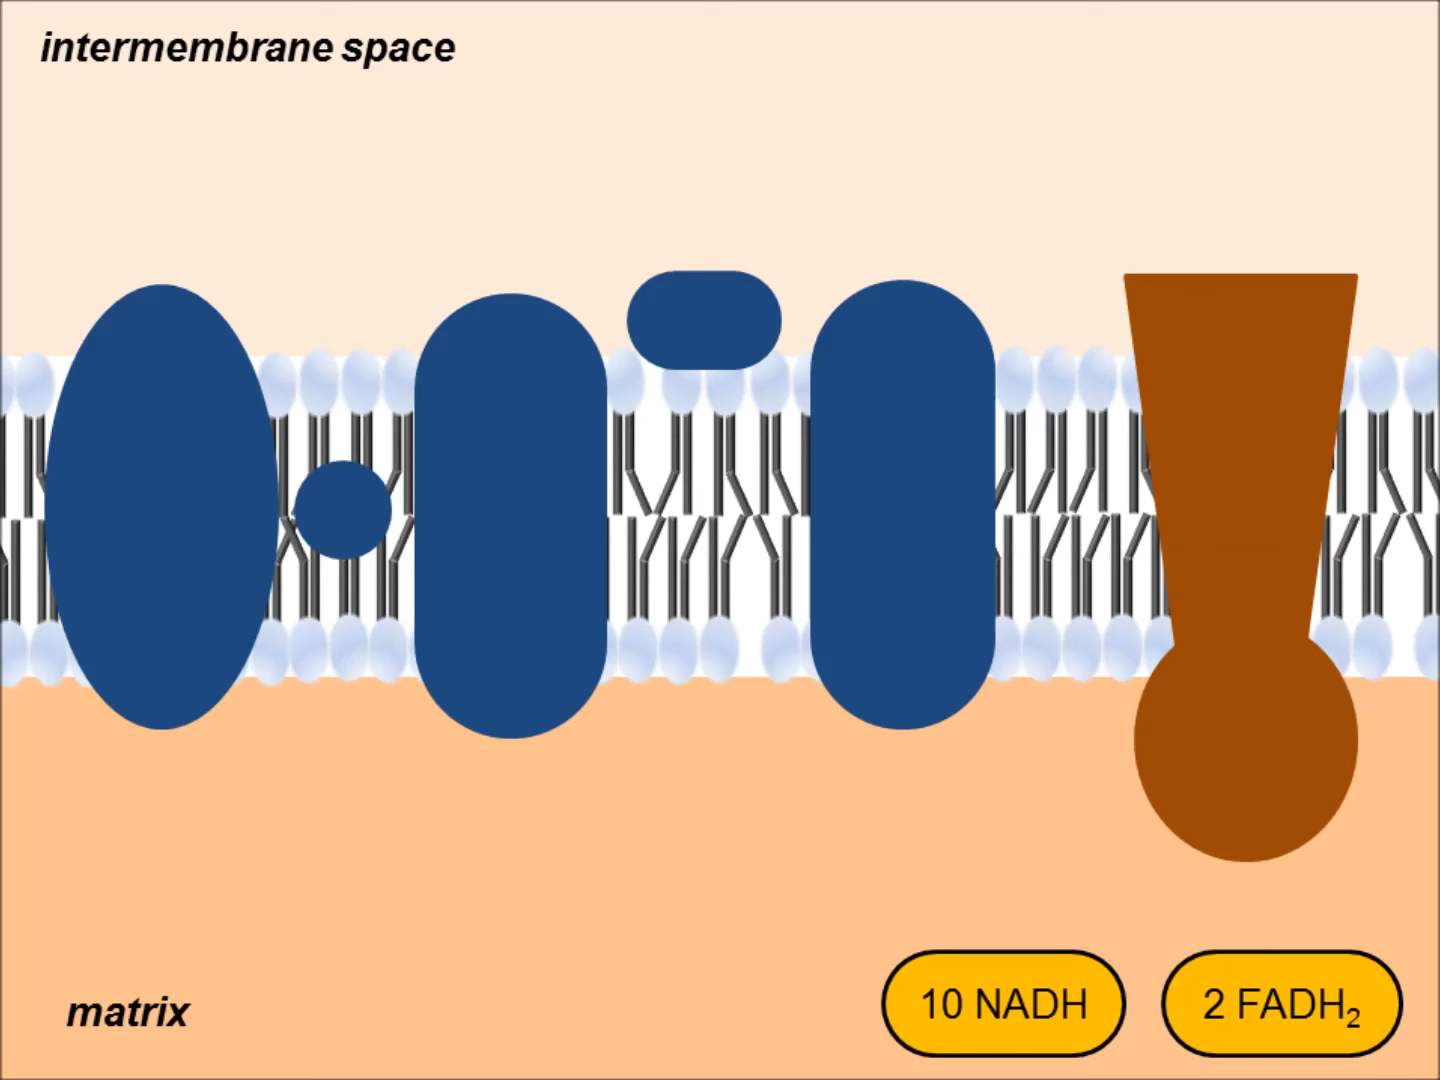 intermembrane space
matrix
10 NADH
2 FADH₂